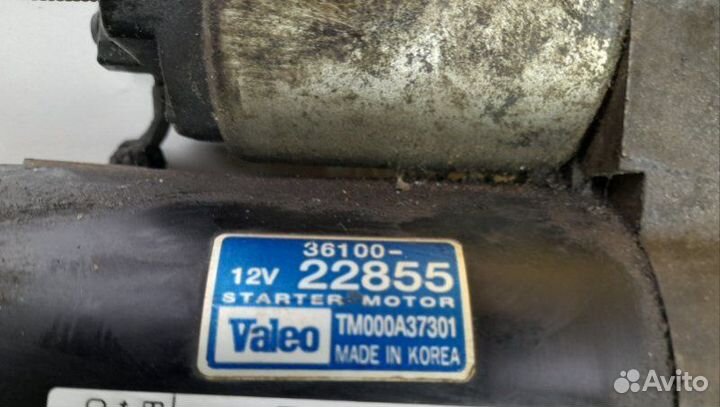 36100-
12V 22855
STARTER MOTOR
Valeo TM000A37301
MADE IN KOREA
Avito